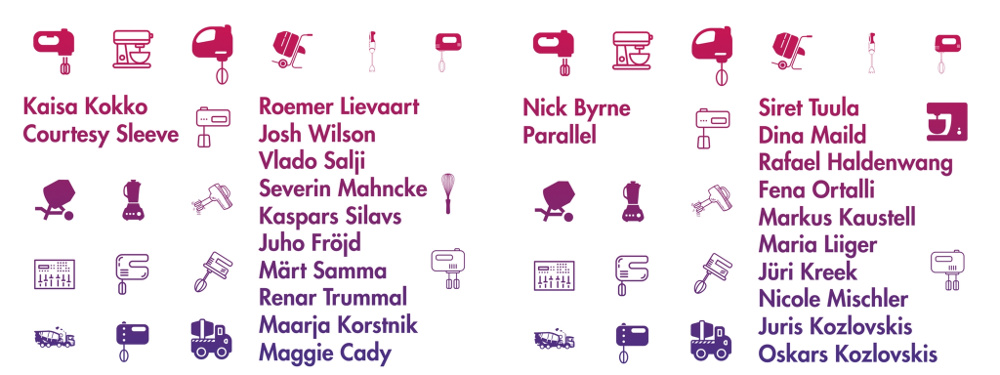 Kaisa Kokko
Courtesy Sleeve
Roemer Lievaart
Josh Wilson
Vlado Salji
Severin Mahncke
Kaspars Silavs
Juho Fröjd
Märt Samma
Renar Trummal
Maarja Korstnik
Maggie Cady
Nick Byrne
Parallel
Siret Tuula
Dina Maild
Rafael Haldenwang
Fena Ortalli
Markus Kaustell
Maria Liiger
Jüri Kreek
Nicole Mischler
Juris Kozlovskis
Oskars Kozlovskis